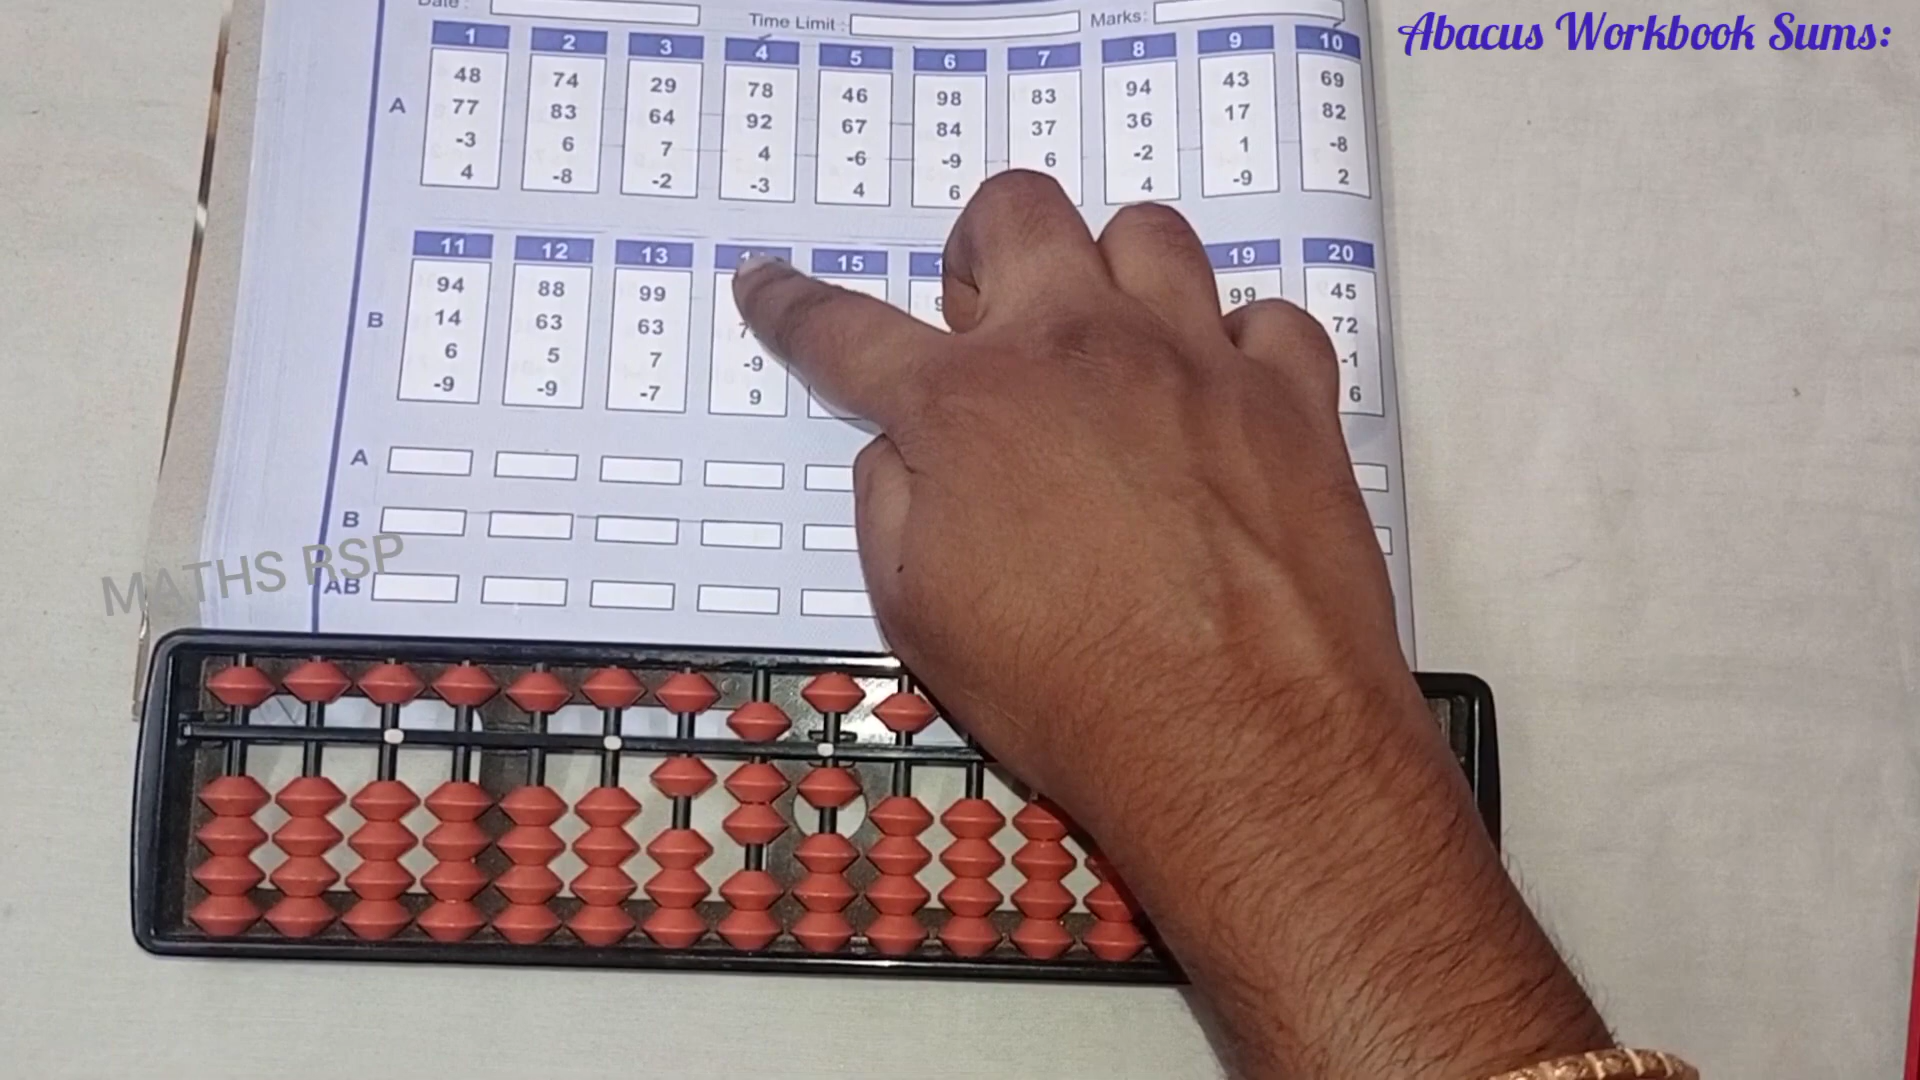 Abacus Workbook Sums:
Date :
Time Limit :
Marks:
1 2 3 4 5 6 7 8 9 10
A
48 74 29 78 46 98 83 94 43 69
77 83 64 92 67 84 37 36 17 82
-3 6 7 4 -6 -9 6 -2 1 -8
4 -8 -2 -3 4 6 4 -9 2
11 12 13 15 19 20
B
94 88 99 99 45
14 63 63 72
6 5 7 -9 -1
-9 -9 -7 9 6
A
B
AB
MATHS RSP